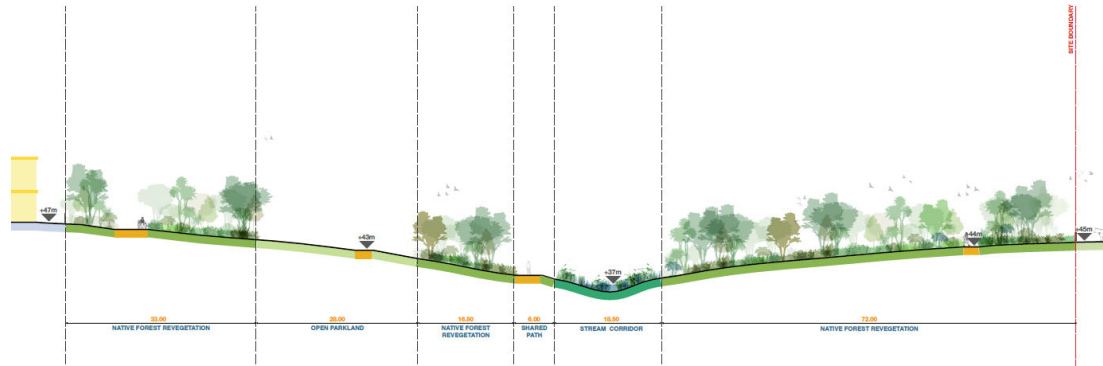 SITE BOUNDARY
+47m
+43m
+37m
+44m
+45m
33.00
28.00
16.50
6.00
18.50
72.00
NATIVE FOREST REVEGETATION
OPEN PARKLAND
NATIVE FOREST
REVEGETATION
SHARED
PATH
STREAM CORRIDOR
NATIVE FOREST REVEGETATION